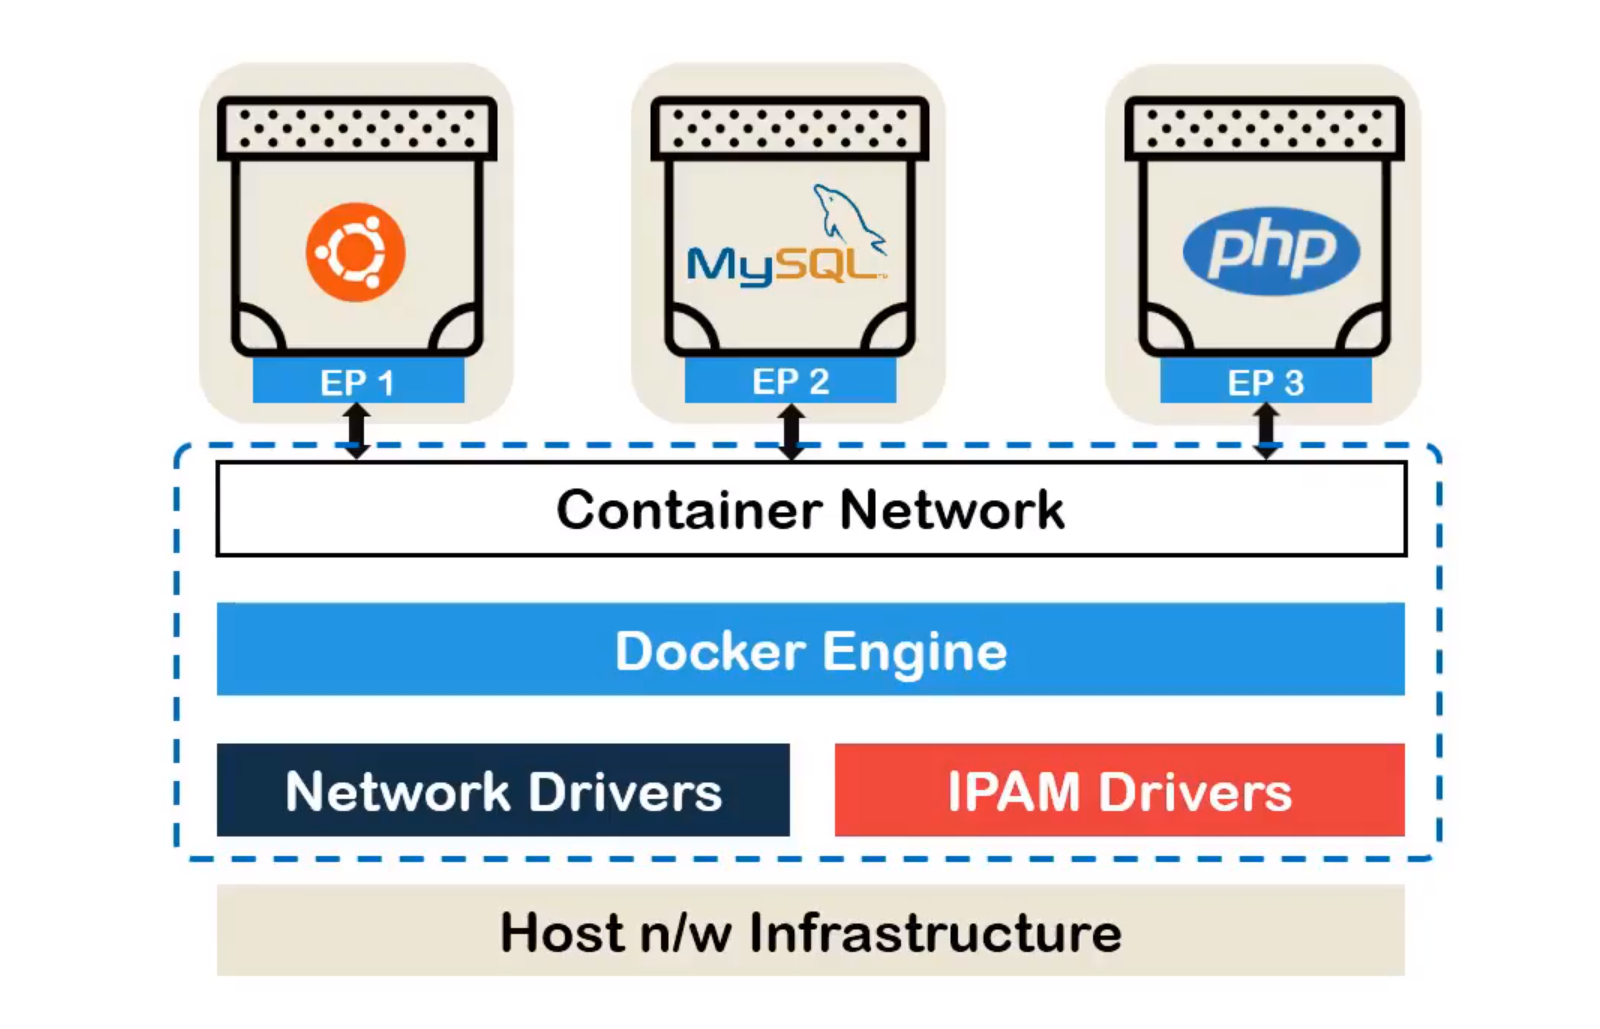 MySQL
php
EP 1
EP 2
EP 3
Container Network
Docker Engine
Network Drivers
IPAM Drivers
Host n/w Infrastructure